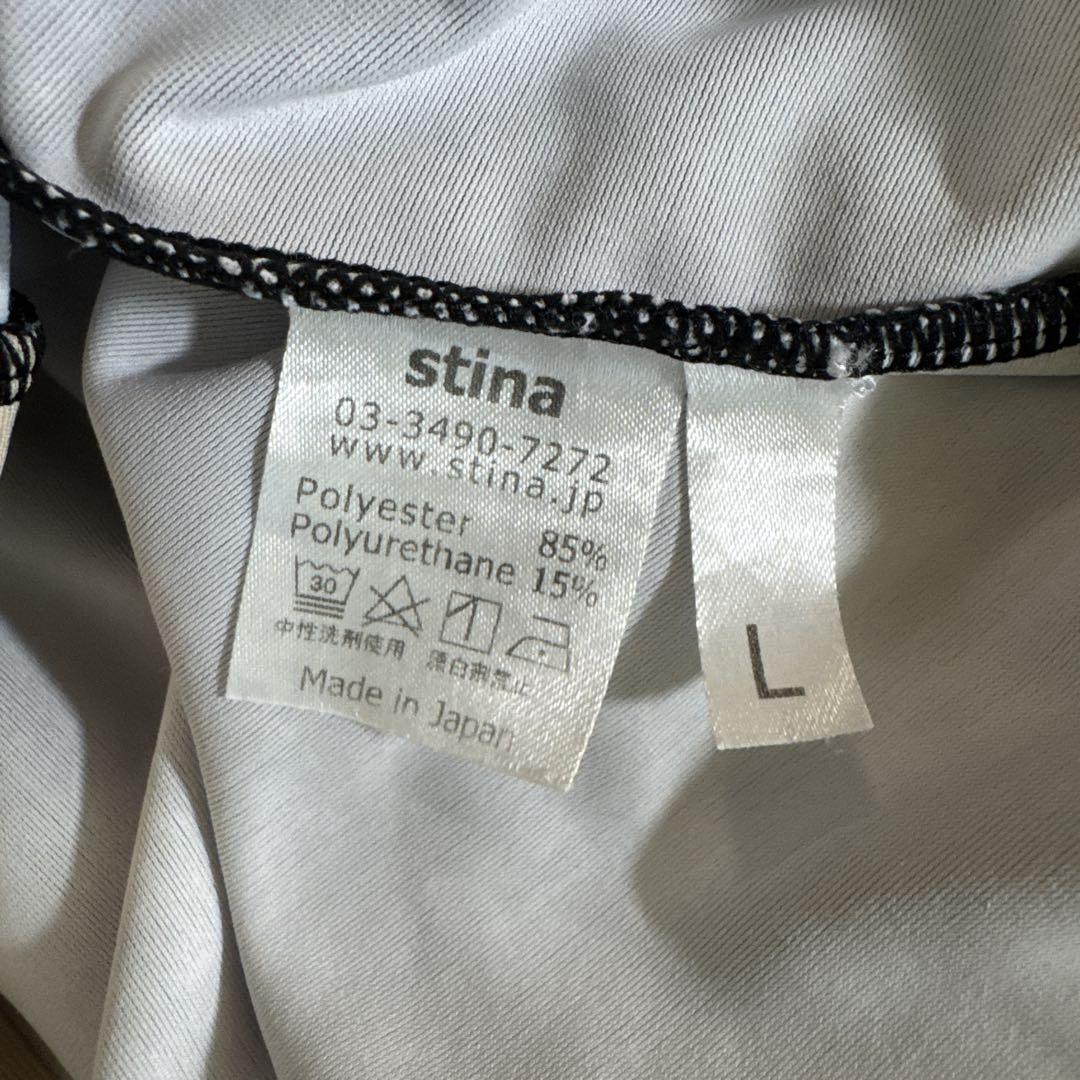 stina
03-3490-7272
www.stina.jp
Polyester 85%
Polyurethane 15%
30
中性洗剤使用 漂白剤禁止
Made in Japan
L